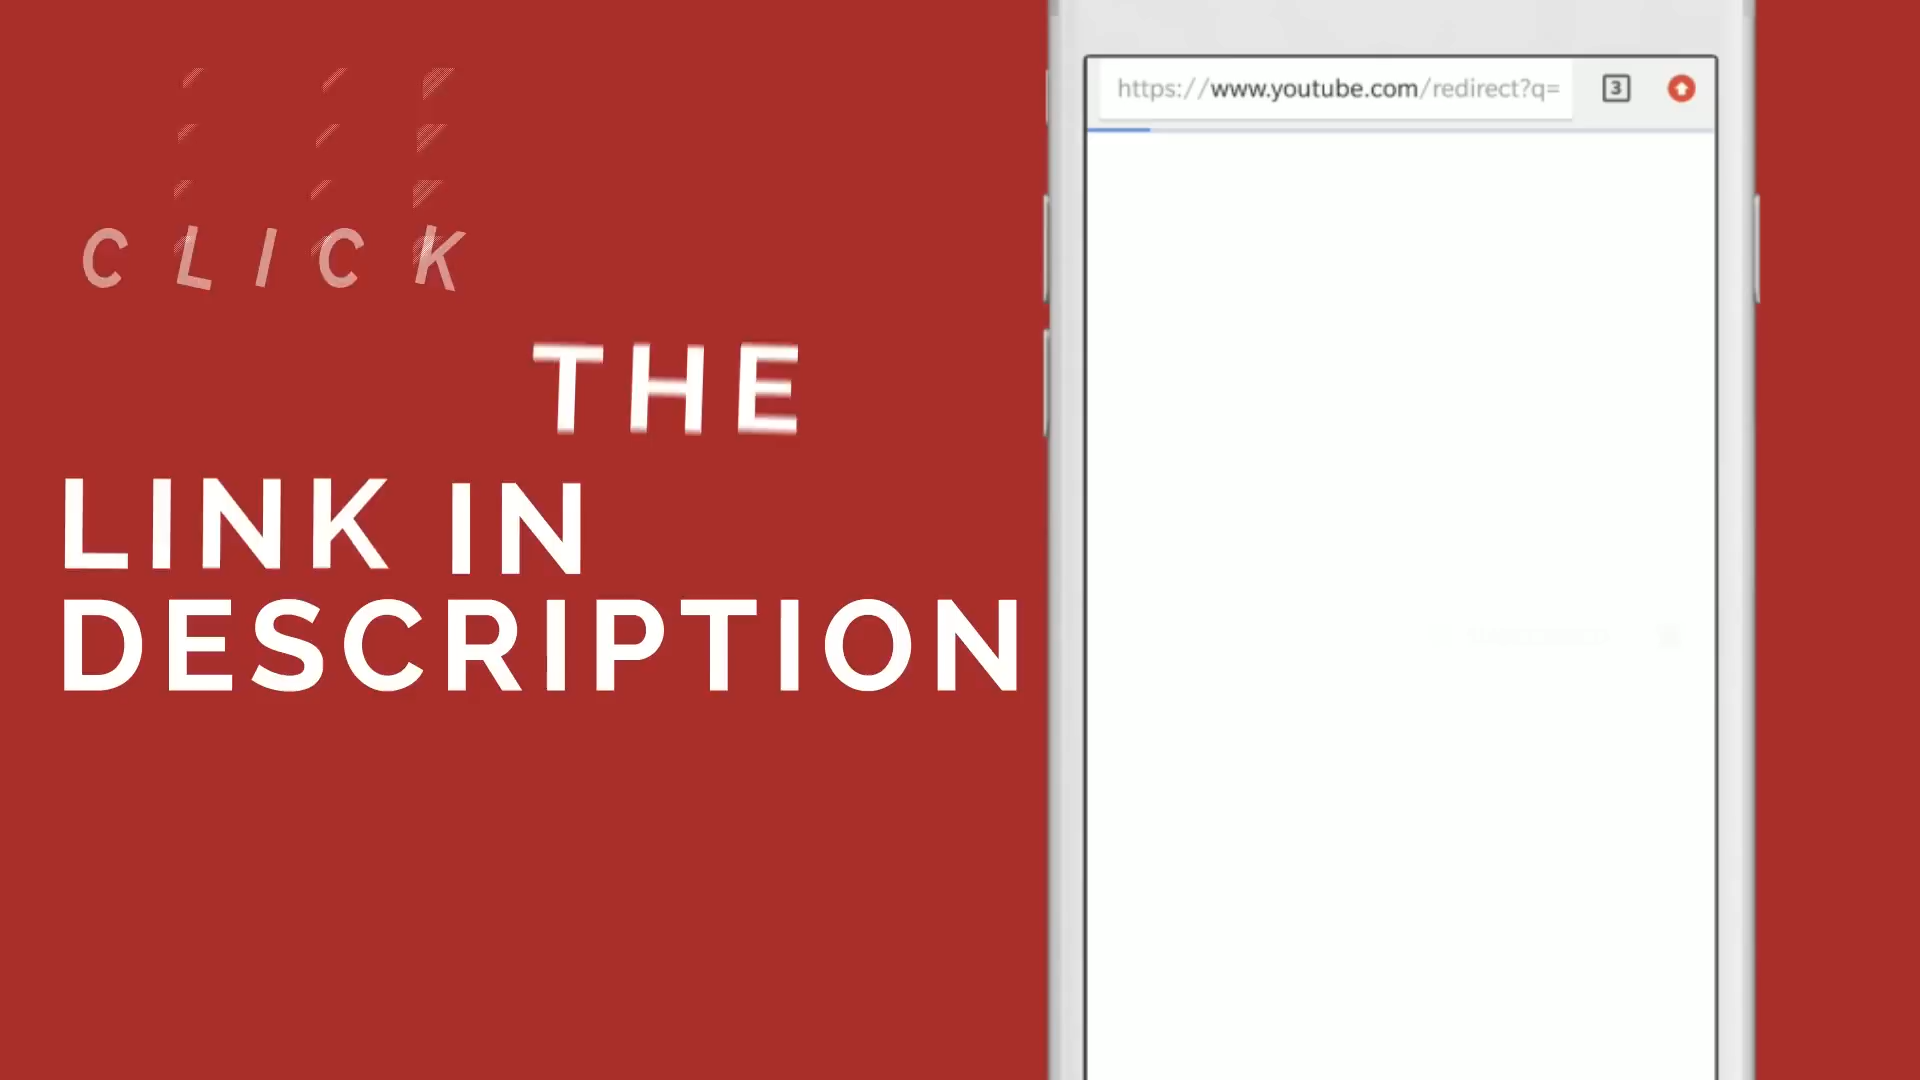 CLICK
THE
LINK IN
DESCRIPTION
https://www.youtube.com/redirect?q=
3